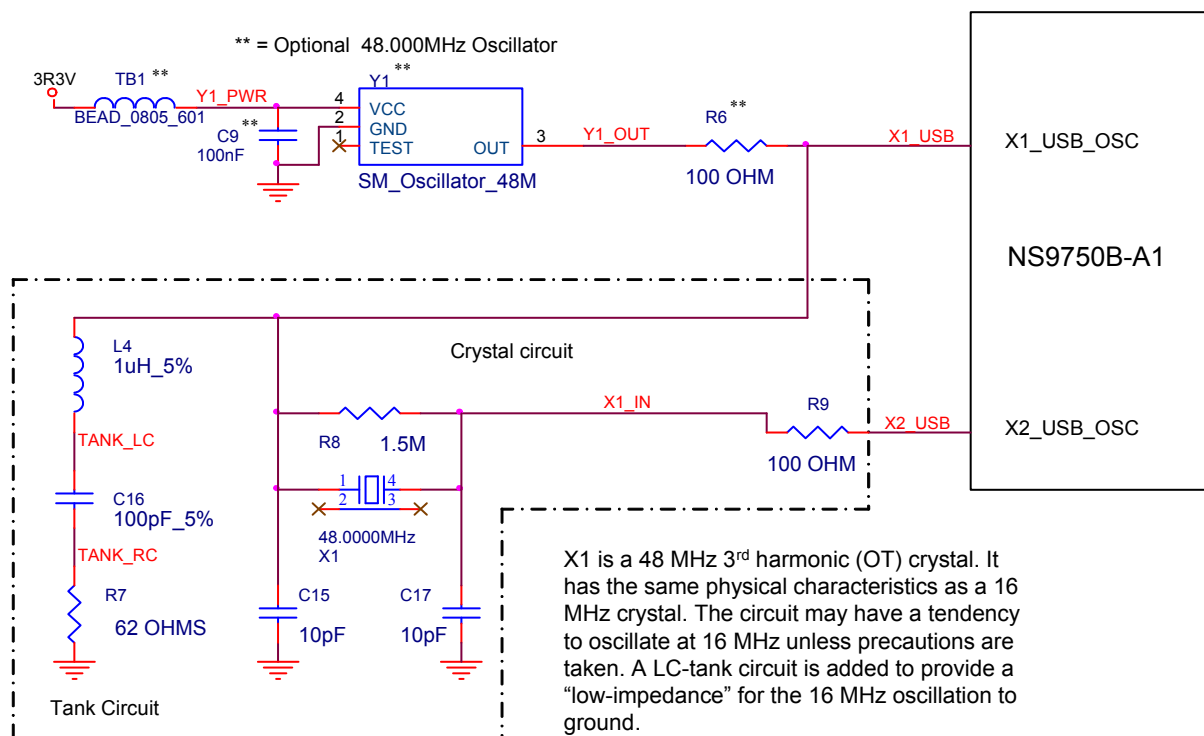 ** = Optional 48.000MHz Oscillator
3R3V
TB1
**
BEAD_0805_601
Y1_PWR
C9
**
100nF
Y1
**
4
2
1
VCC
GND
TEST
OUT
3
SM_Oscillator_48M
Y1_OUT
R6
**
100 OHM
X1_USB
X1_USB_OSC
NS9750B-A1
X2_USB
X2_USB_OSC
Crystal circuit
L4
1uH_5%
TANK_LC
C16
100pF_5%
TANK_RC
R7
62 OHMS
Tank Circuit
R8
1.5M
X1_IN
R9
100 OHM
1
4
2
3
48.0000MHz
X1
C15
10pF
C17
10pF
X1 is a 48 MHz 3rd harmonic (OT) crystal. It
has the same physical characteristics as a 16
MHz crystal. The circuit may have a tendency
to oscillate at 16 MHz unless precautions are
taken. A LC-tank circuit is added to provide a
“low-impedance” for the 16 MHz oscillation to
ground.